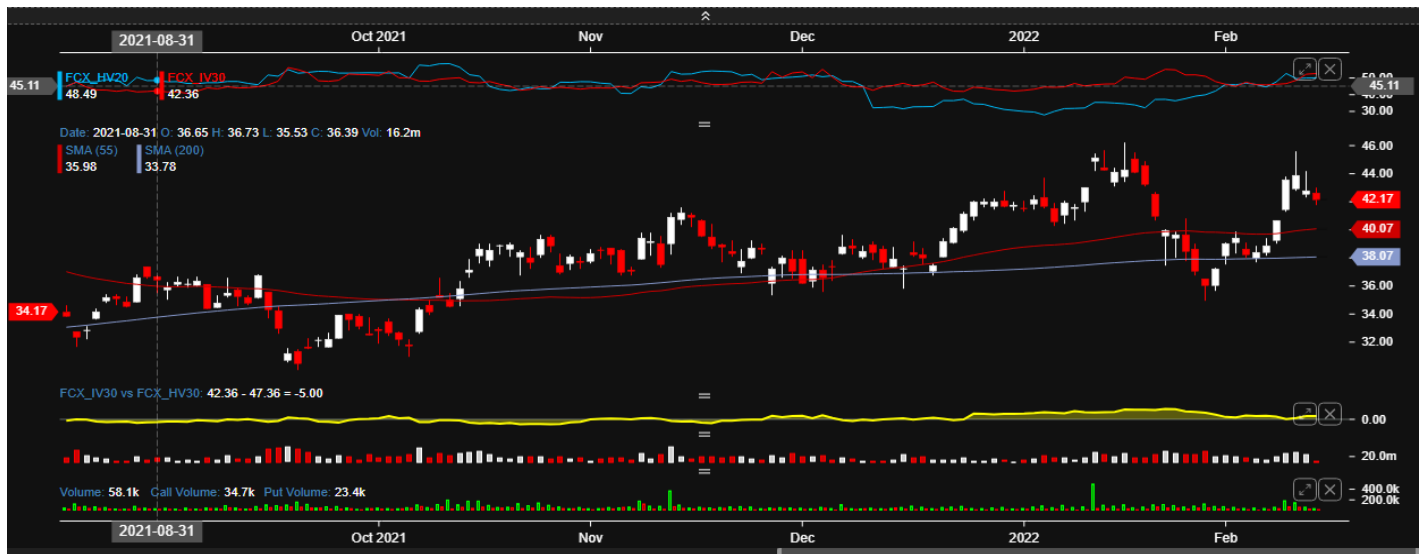 2021-08-31 Oct 2021 Nov Dec 2022 Feb
FCX_HV20 FCX_IV30 50.00
45.11 48.49 42.36 45.11
40.00
30.00
Date: 2021-08-31 O: 36.65 H: 36.73 L: 35.53 C: 36.39 Vol: 16.2m
46.00
SMA (55) SMA (200)
35.98 33.78
44.00
42.17
40.07
38.07
36.00
34.17 34.00
32.00
FCX_IV30 vs FCX_HV30: 42.36 - 47.36 = -5.00
0.00
20.0m
Volume: 58.1k Call Volume: 34.7k Put Volume: 23.4k 400.0k
200.0k
2021-08-31 Oct 2021 Nov Dec 2022 Feb